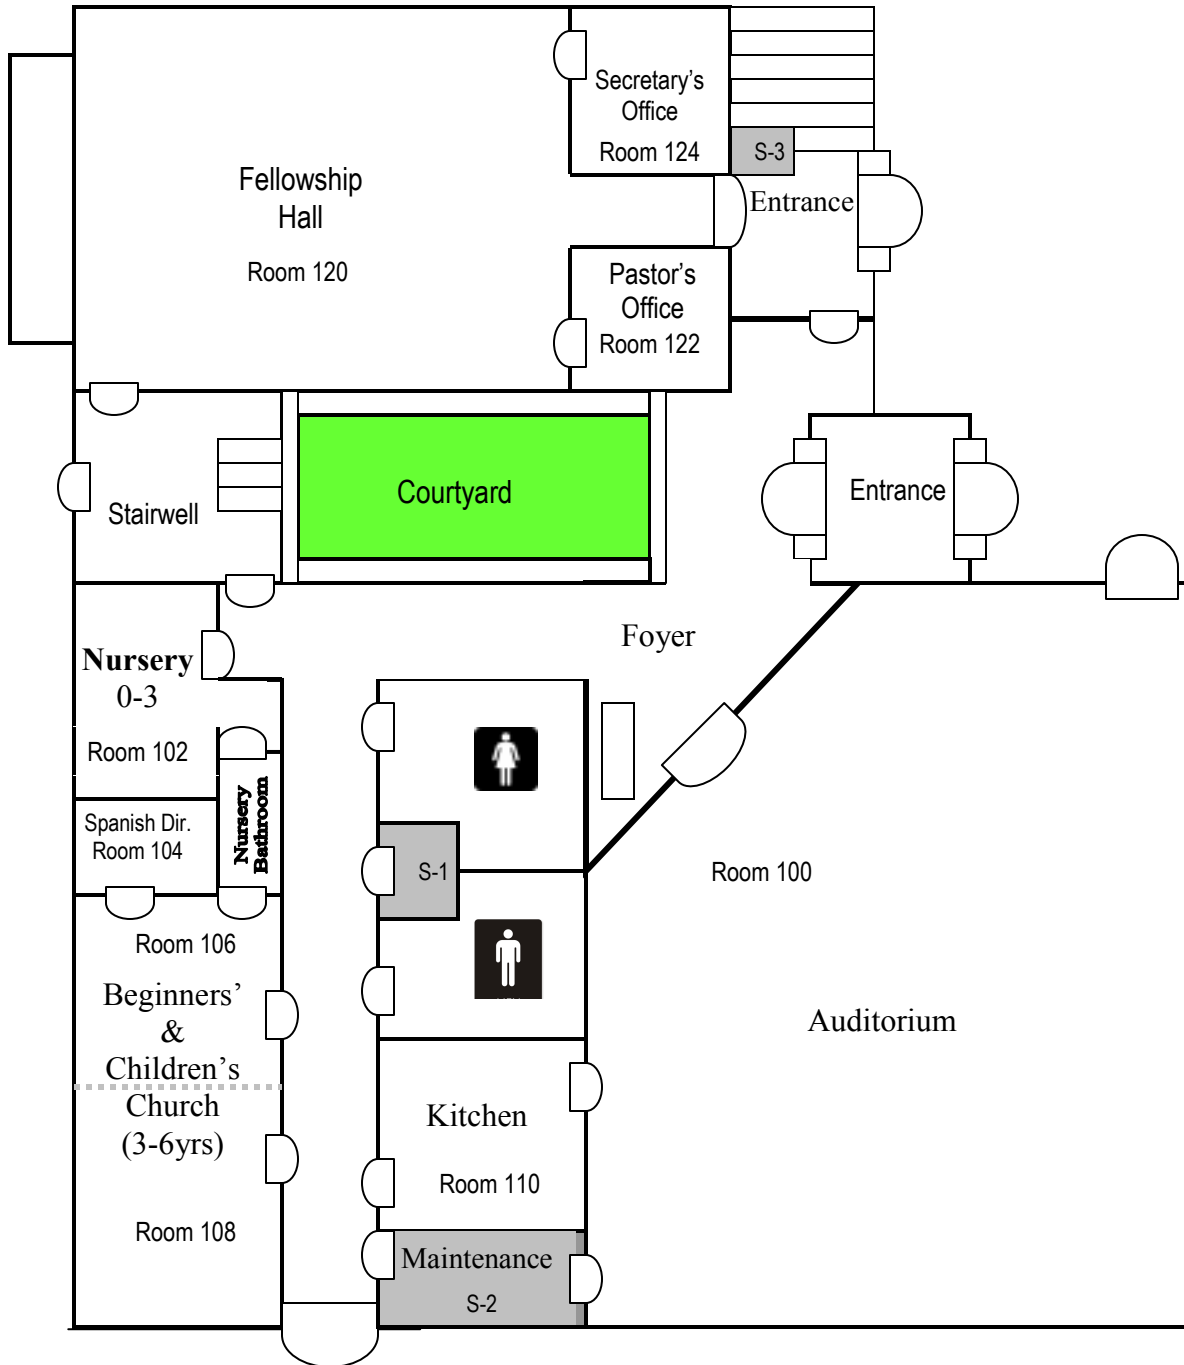 Secretary's
Office
Room 124
S-3
Fellowship
Hall
Room 120
Entrance
Pastor's
Office
Room 122
Courtyard
Stairwell
Entrance
Foyer
Nursery
0-3
Room 102
Nursery
Bathroom
Spanish Dir.
Room 104
S-1
Room 100
Room 106
Beginners'
&
Children's
Church
(3-6yrs)
Room 108
Auditorium
Kitchen
Room 110
Maintenance
S-2